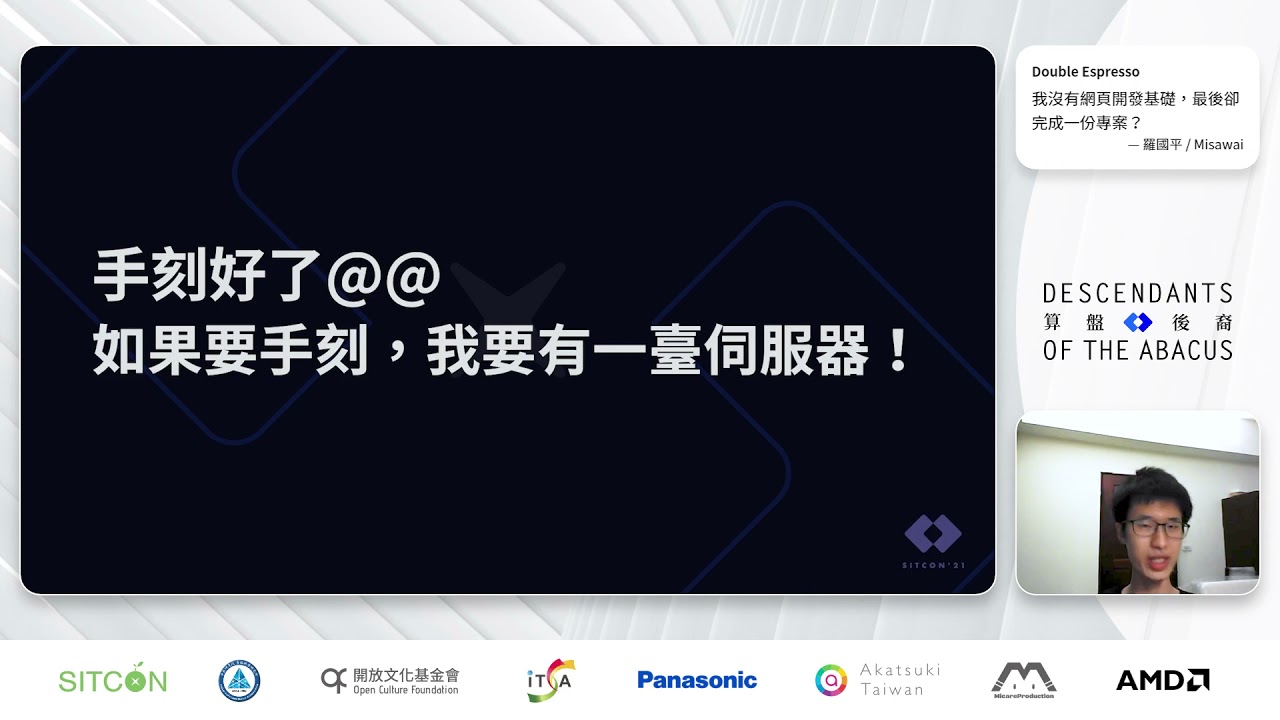 手刻好了@@
如果要手刻，我要有一臺伺服器！
SITCON'21
Double Espresso
我沒有網頁開發基礎，最後卻
完成一份專案？
— 羅國平 / Misawai
DESCENDANTS
算盤後裔
OF THE ABACUS
SITCON
開放文化基金會
Open Culture Foundation
iTSA
Panasonic
Akatsuki
Taiwan
MicareProduction
AMD